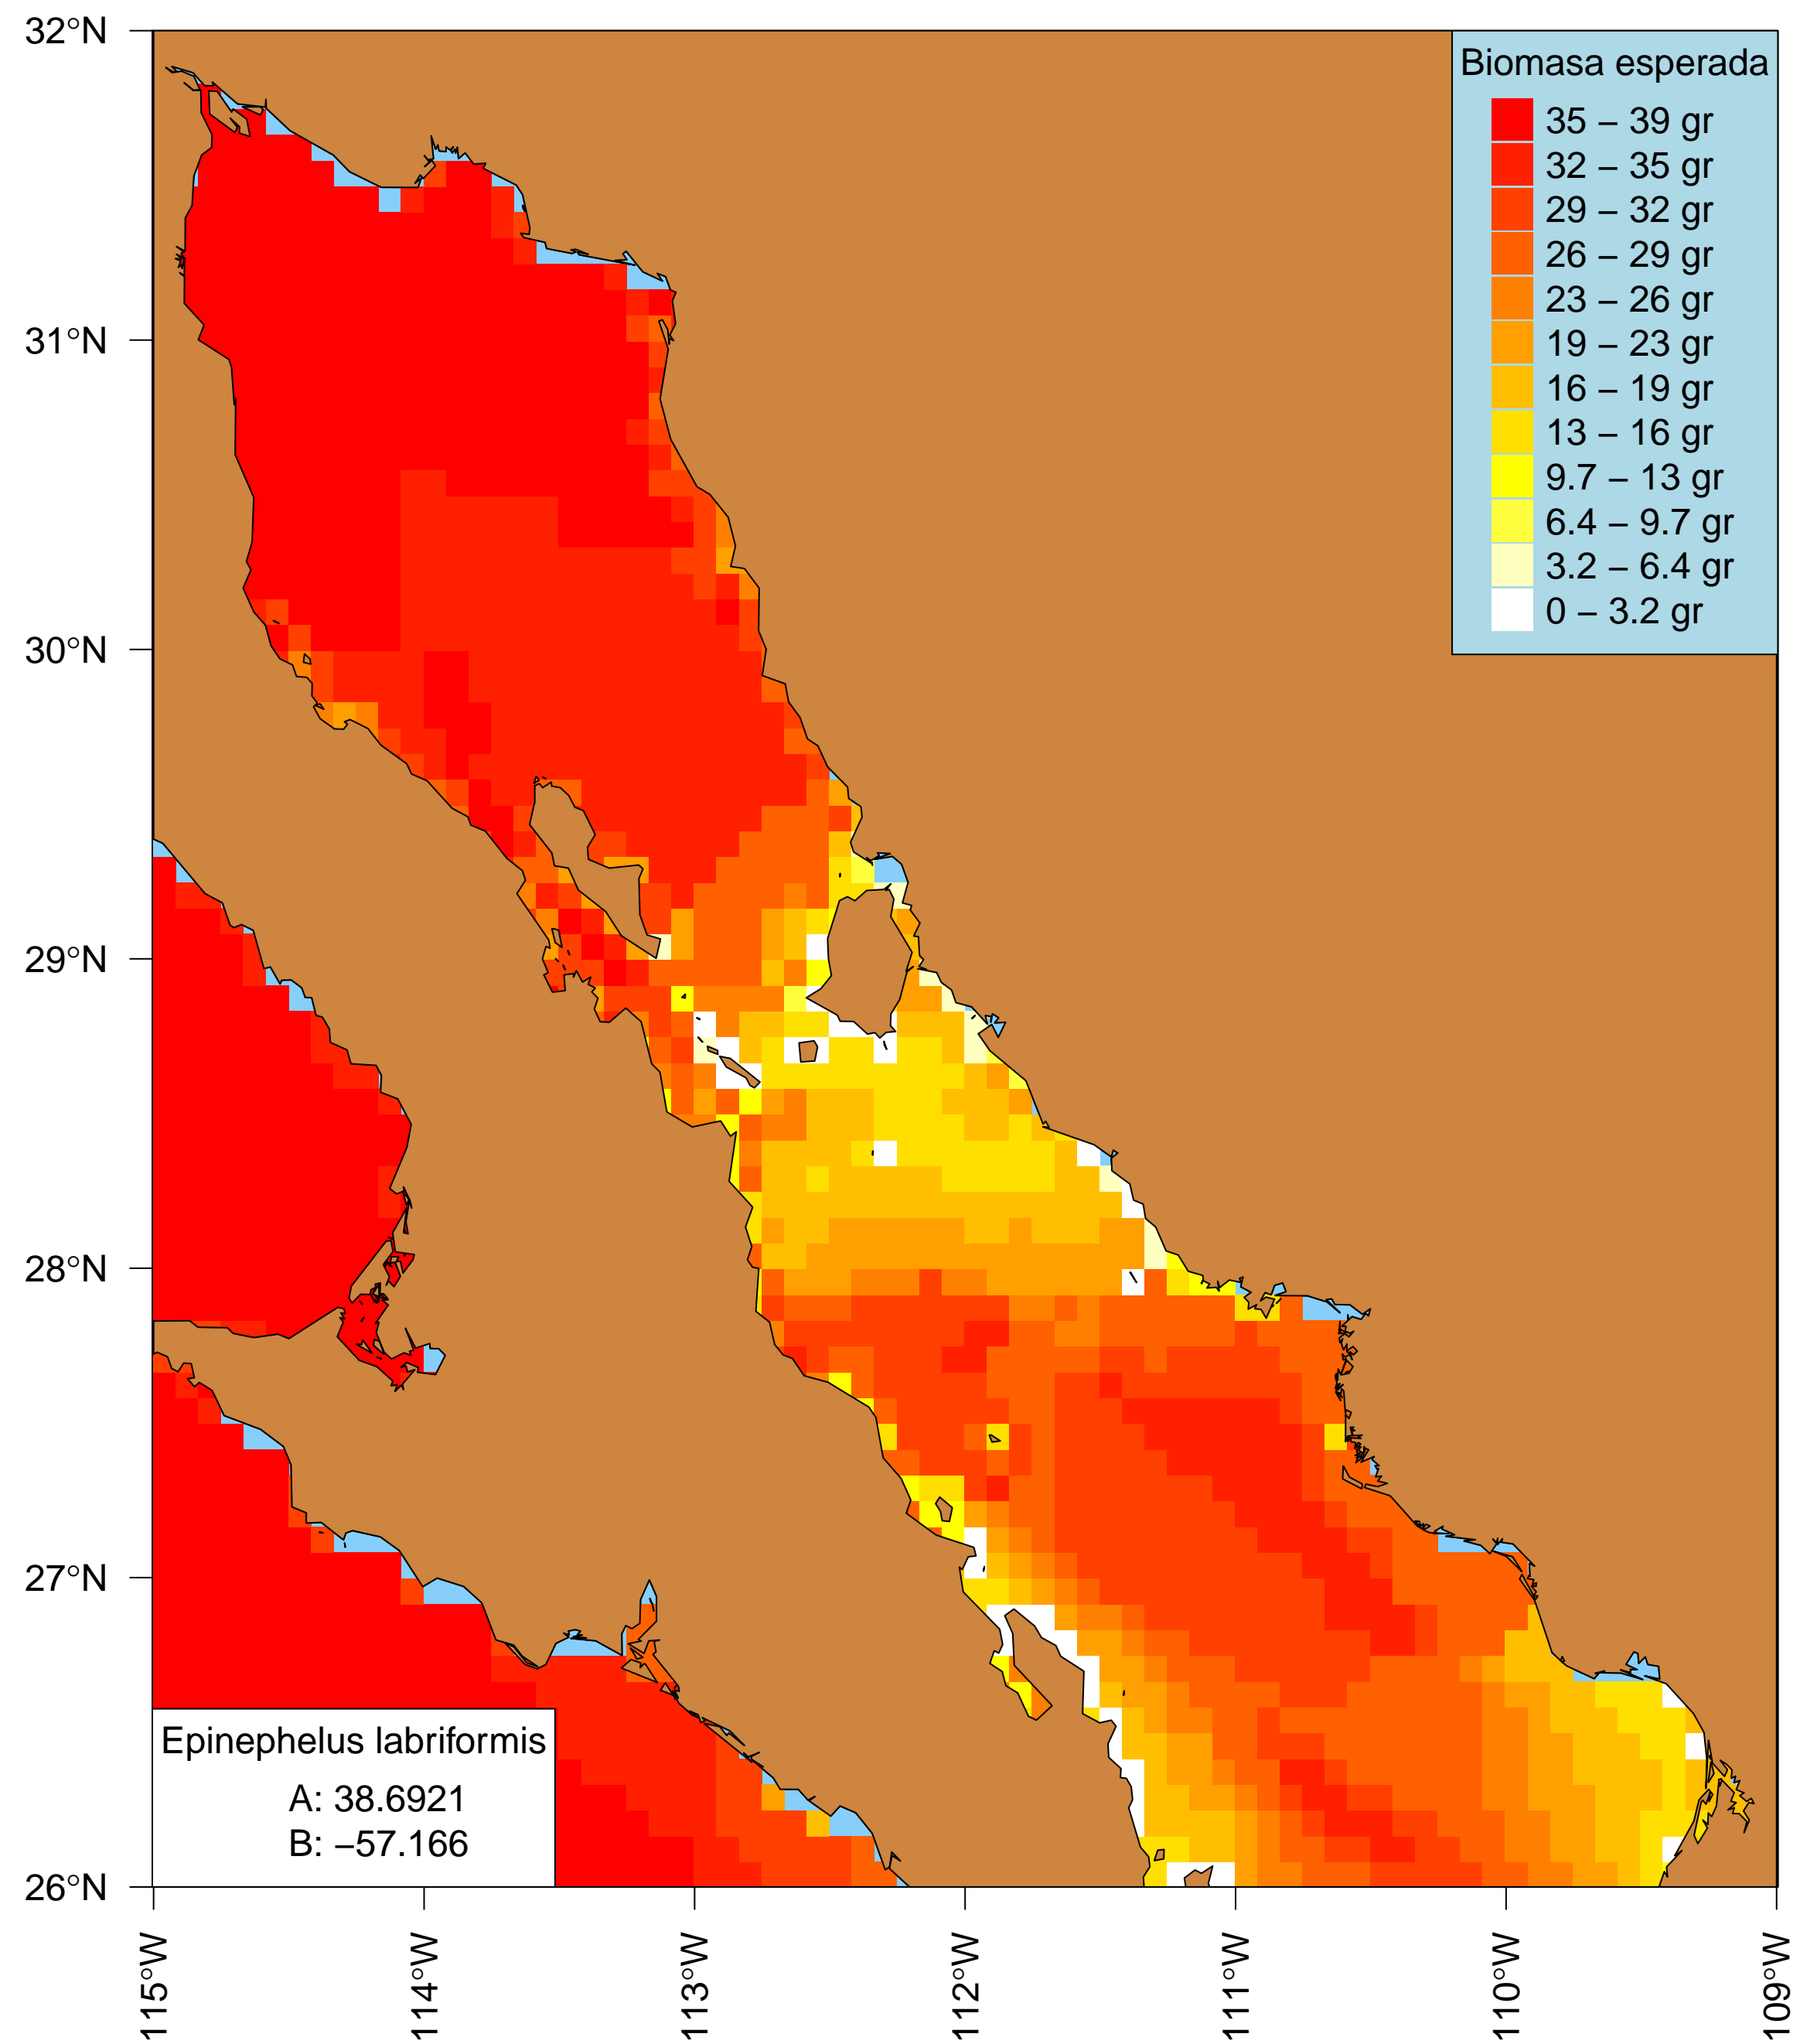 32°N
31°N
30°N
29°N
28°N
27°N
26°N
Biomasa esperada
35 – 39 gr
32 – 35 gr
29 – 32 gr
26 – 29 gr
23 – 26 gr
19 – 23 gr
16 – 19 gr
13 – 16 gr
9.7 – 13 gr
6.4 – 9.7 gr
3.2 – 6.4 gr
0 – 3.2 gr
Epinephelus labriformis
A: 38.6921
B: −57.166
115°W
114°W
113°W
112°W
111°W
110°W
109°W